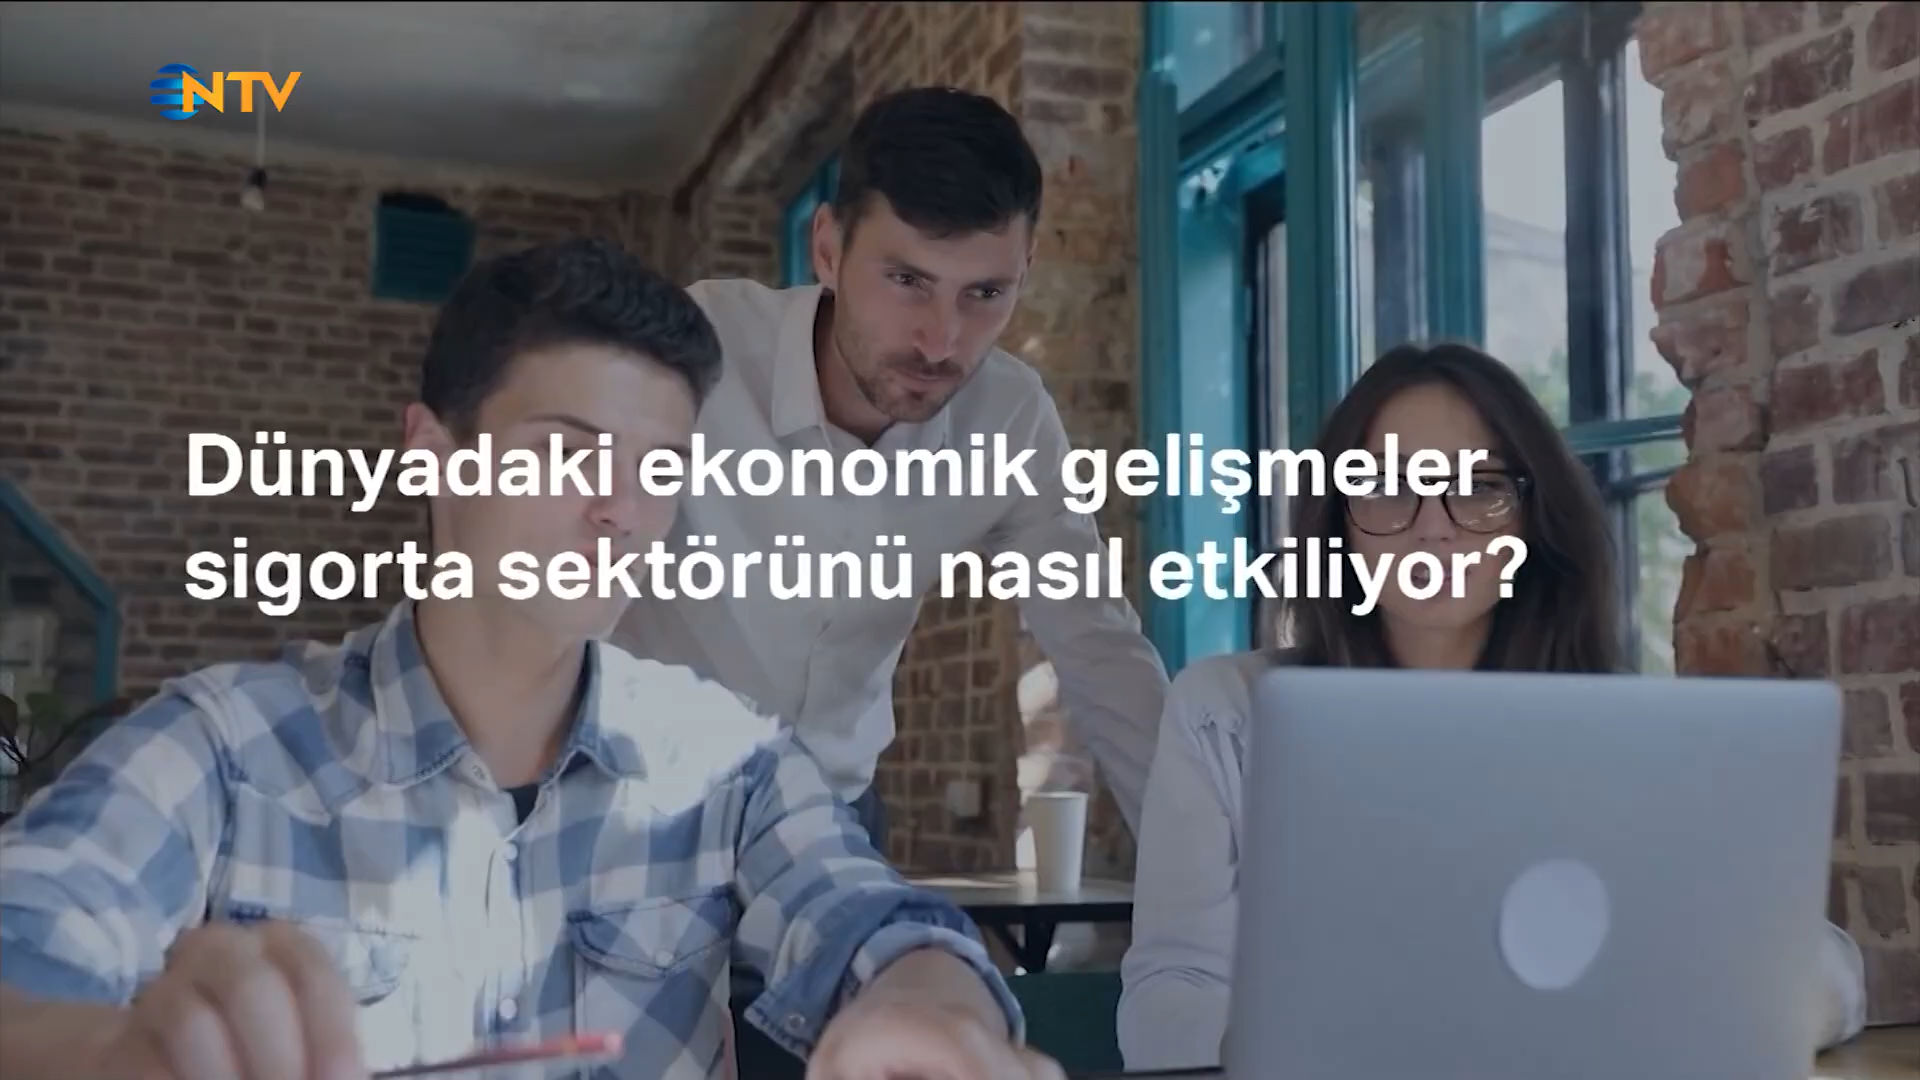 NTV
Dünyadaki ekonomik gelişmeler
sigorta sektörünü nasıl etkiliyor?